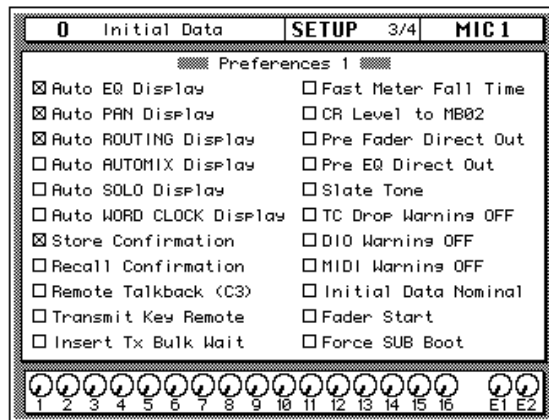 0 Initial Data SETUP 3/4 MIC 1
Preferences 1
Auto EQ Display
Auto PAN Display
Auto ROUTING Display
Auto AUTOMIX Display
Auto SOLO Display
Auto WORD CLOCK Display
Store Confirmation
Recall Confirmation
Remote Talkback (C3)
Transmit Key Remote
Insert Tx Bulk Wait
Fast Meter Fall Time
CR Level to MB02
Pre Fader Direct Out
Pre EQ Direct Out
Slate Tone
TC Drop Warning OFF
DIO Warning OFF
MIDI Warning OFF
Initial Data Nominal
Fader Start
Force SUB Boot
1 2 3 4 5 6 7 8 9 10 11 12 13 14 15 16 E1 E2